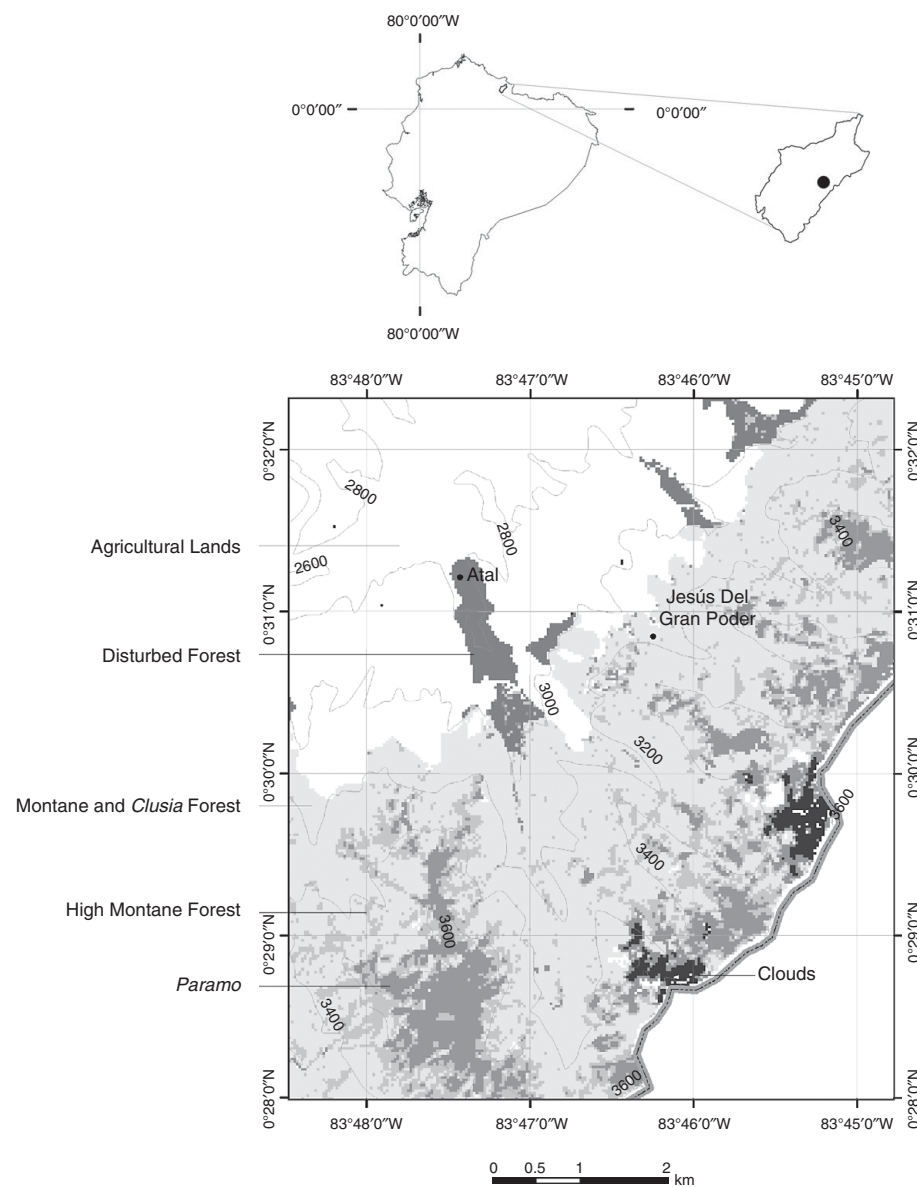 80°0′00″W
0°0′00″
0°0′00″
80°0′00″W
83°48′0″W
83°47′0″W
83°46′0″W
83°45′0″W
0°32′0″N
0°32′0″N
2800
2800
3400
Agricultural Lands
2600
Atal
Jesús Del
Gran Poder
0°31′0″N
0°31′0″N
Disturbed Forest
3000
3200
0°30′0″N
0°30′0″N
Montane and Clusia Forest
3600
3400
High Montane Forest
3600
0°29′0″N
0°29′0″N
Clouds
Paramo
3400
3600
0°28′0″N
0°28′0″N
83°48′0″W
83°47′0″W
83°46′0″W
83°45′0″W
0 0.5 1 2
km